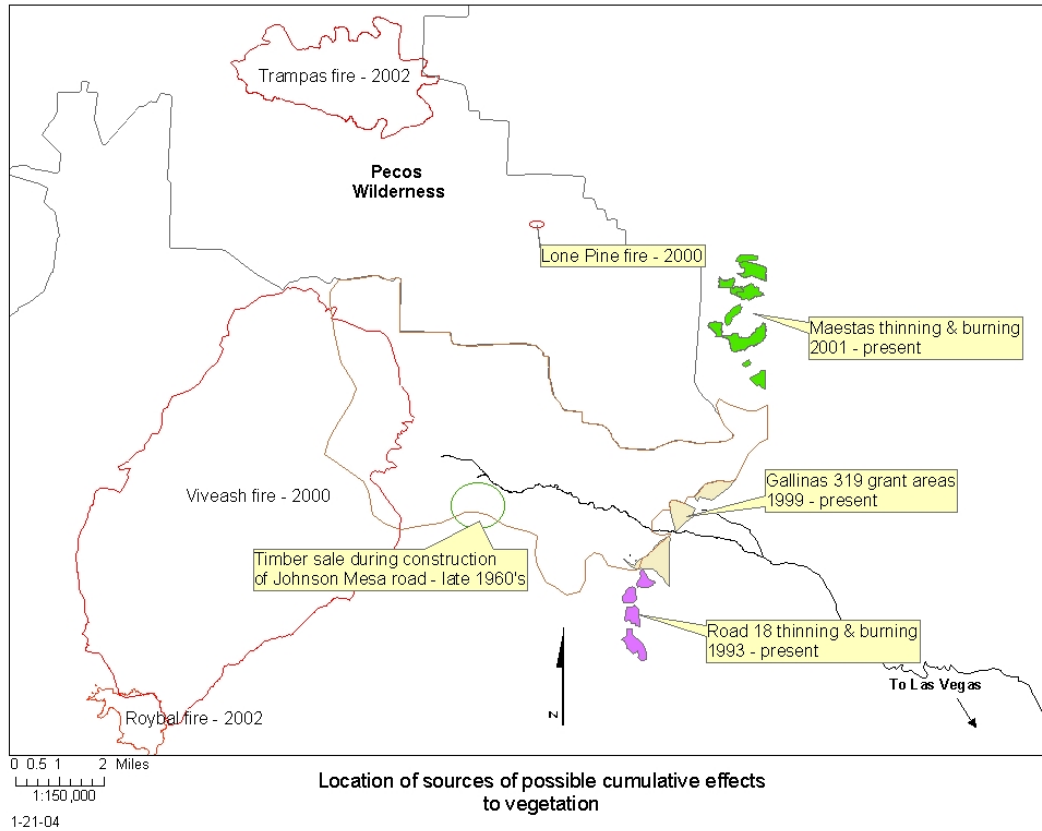 Trampas fire - 2002
Pecos
Wilderness
Lone Pine fire - 2000
Maestas thinning & burning
2001 - present
Gallinas 319 grant areas
1999 - present
Viveash fire - 2000
Timber sale during construction
of Johnson Mesa road - late 1960's
Road 18 thinning & burning
1993 - present
To Las Vegas
N
Roybal fire - 2002
0 0.5 1 2 Miles
1:150,000
Location of sources of possible cumulative effects
to vegetation
1-21-04